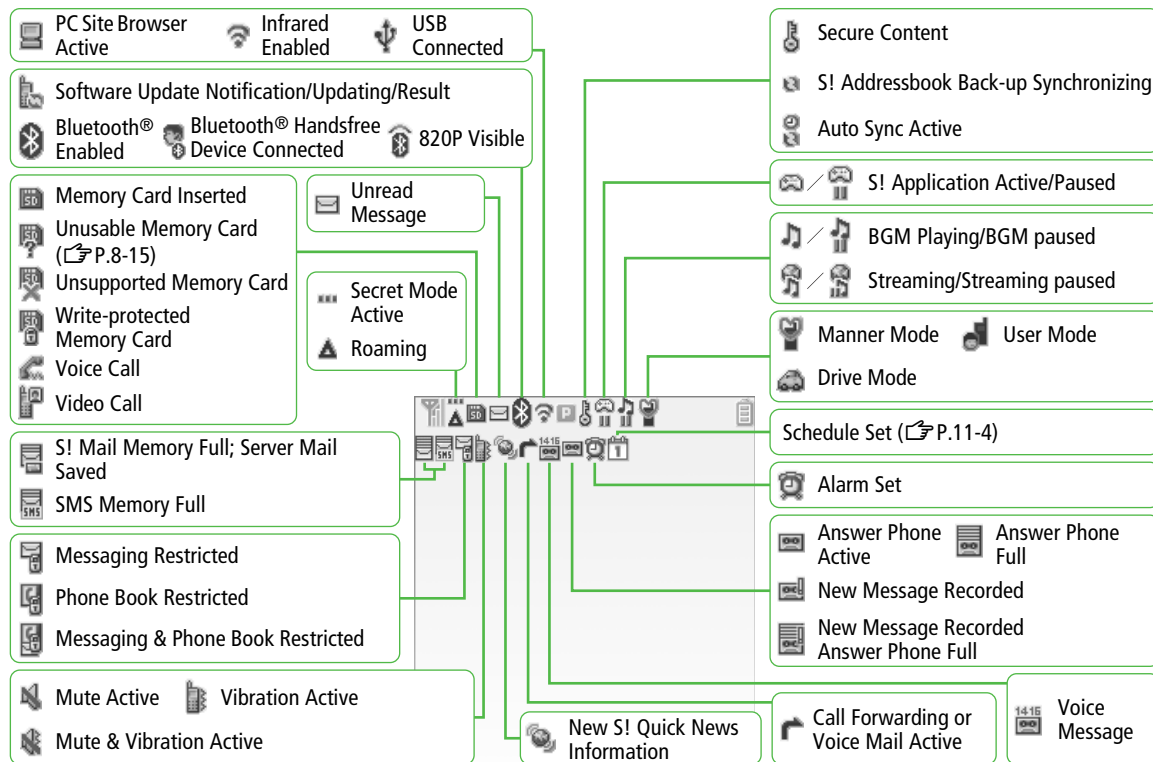 PC Site Browser
Active
Infrared
Enabled
USB
Connected
Software Update Notification/Updating/Result
Bluetooth®
Enabled
Bluetooth® Handsfree
Device Connected
820P Visible
Memory Card Inserted
Unusable Memory Card
(P.8-15)
Unsupported Memory Card
Write-protected
Memory Card
Voice Call
Video Call
Unread
Message
Secret Mode
Active
Roaming
S! Mail Memory Full; Server Mail
Saved
SMS Memory Full
Messaging Restricted
Phone Book Restricted
Messaging & Phone Book Restricted
Mute Active
Vibration Active
Mute & Vibration Active
New S! Quick News
Information
Call Forwarding or
Voice Mail Active
Voice
Message
Secure Content
S! Addressbook Back-up Synchronizing
Auto Sync Active
S! Application Active/Paused
BGM Playing/BGM paused
Streaming/Streaming paused
Manner Mode
User Mode
Drive Mode
Schedule Set (P.11-4)
Alarm Set
Answer Phone
Active
Answer Phone
Full
New Message Recorded
New Message Recorded
Answer Phone Full